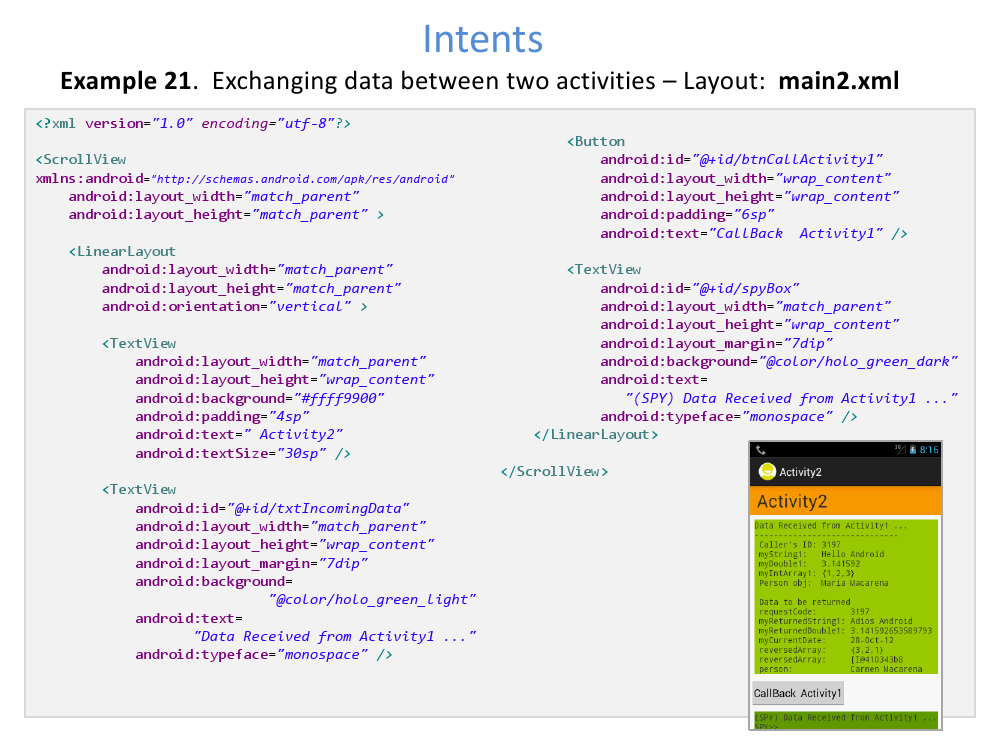 Intents
Example 21. Exchanging data between two activities – Layout: main2.xml
<?xml version="1.0" encoding="utf-8"?>
<ScrollView
xmlns:android="http://schemas.android.com/apk/res/android"
android:layout_width="match_parent"
android:layout_height="match_parent" >
<LinearLayout
android:layout_width="match_parent"
android:layout_height="match_parent"
android:orientation="vertical" >
<TextView
android:layout_width="match_parent"
android:layout_height="wrap_content"
android:background="#ffff9900"
android:padding="4sp"
android:text=" Activity2"
android:textSize="30sp" />
<TextView
android:id="@+id/txtIncomingData"
android:layout_width="match_parent"
android:layout_height="wrap_content"
android:layout_margin="7dip"
android:background=
"@color/holo_green_light"
android:text=
"Data Received from Activity1 ..."
android:typeface="monospace" />
<Button
android:id="@+id/btnCallActivity1"
android:layout_width="wrap_content"
android:layout_height="wrap_content"
android:padding="6sp"
android:text="CallBack  Activity1" />
<TextView
android:id="@+id/spyBox"
android:layout_width="match_parent"
android:layout_height="wrap_content"
android:layout_margin="7dip"
android:background="@color/holo_green_dark"
android:text=
"(SPY) Data Received from Activity1 ..."
android:typeface="monospace" />
</LinearLayout>
</ScrollView>
3G 8:16
Activity2
Activity2
Data Received from Activity1 ...
------------------------------
Caller's ID: 3197
myString1: Hello Android
myDouble1: 3.141592
myIntArray1: {1,2,3}
Person obj: Maria Macarena
Data to be returned
requestCode: 3197
myReturnedString1: Adios Android
myReturnedDouble1: 3.141592653589793
myCurrentDate: 28-Oct-12
reversedArray: {3,2,1}
reversedArray: [I@410343b8
person: Carmen Macarena
CallBack Activity1
(SPY) Data Received from Activity1 ...
SPY>>